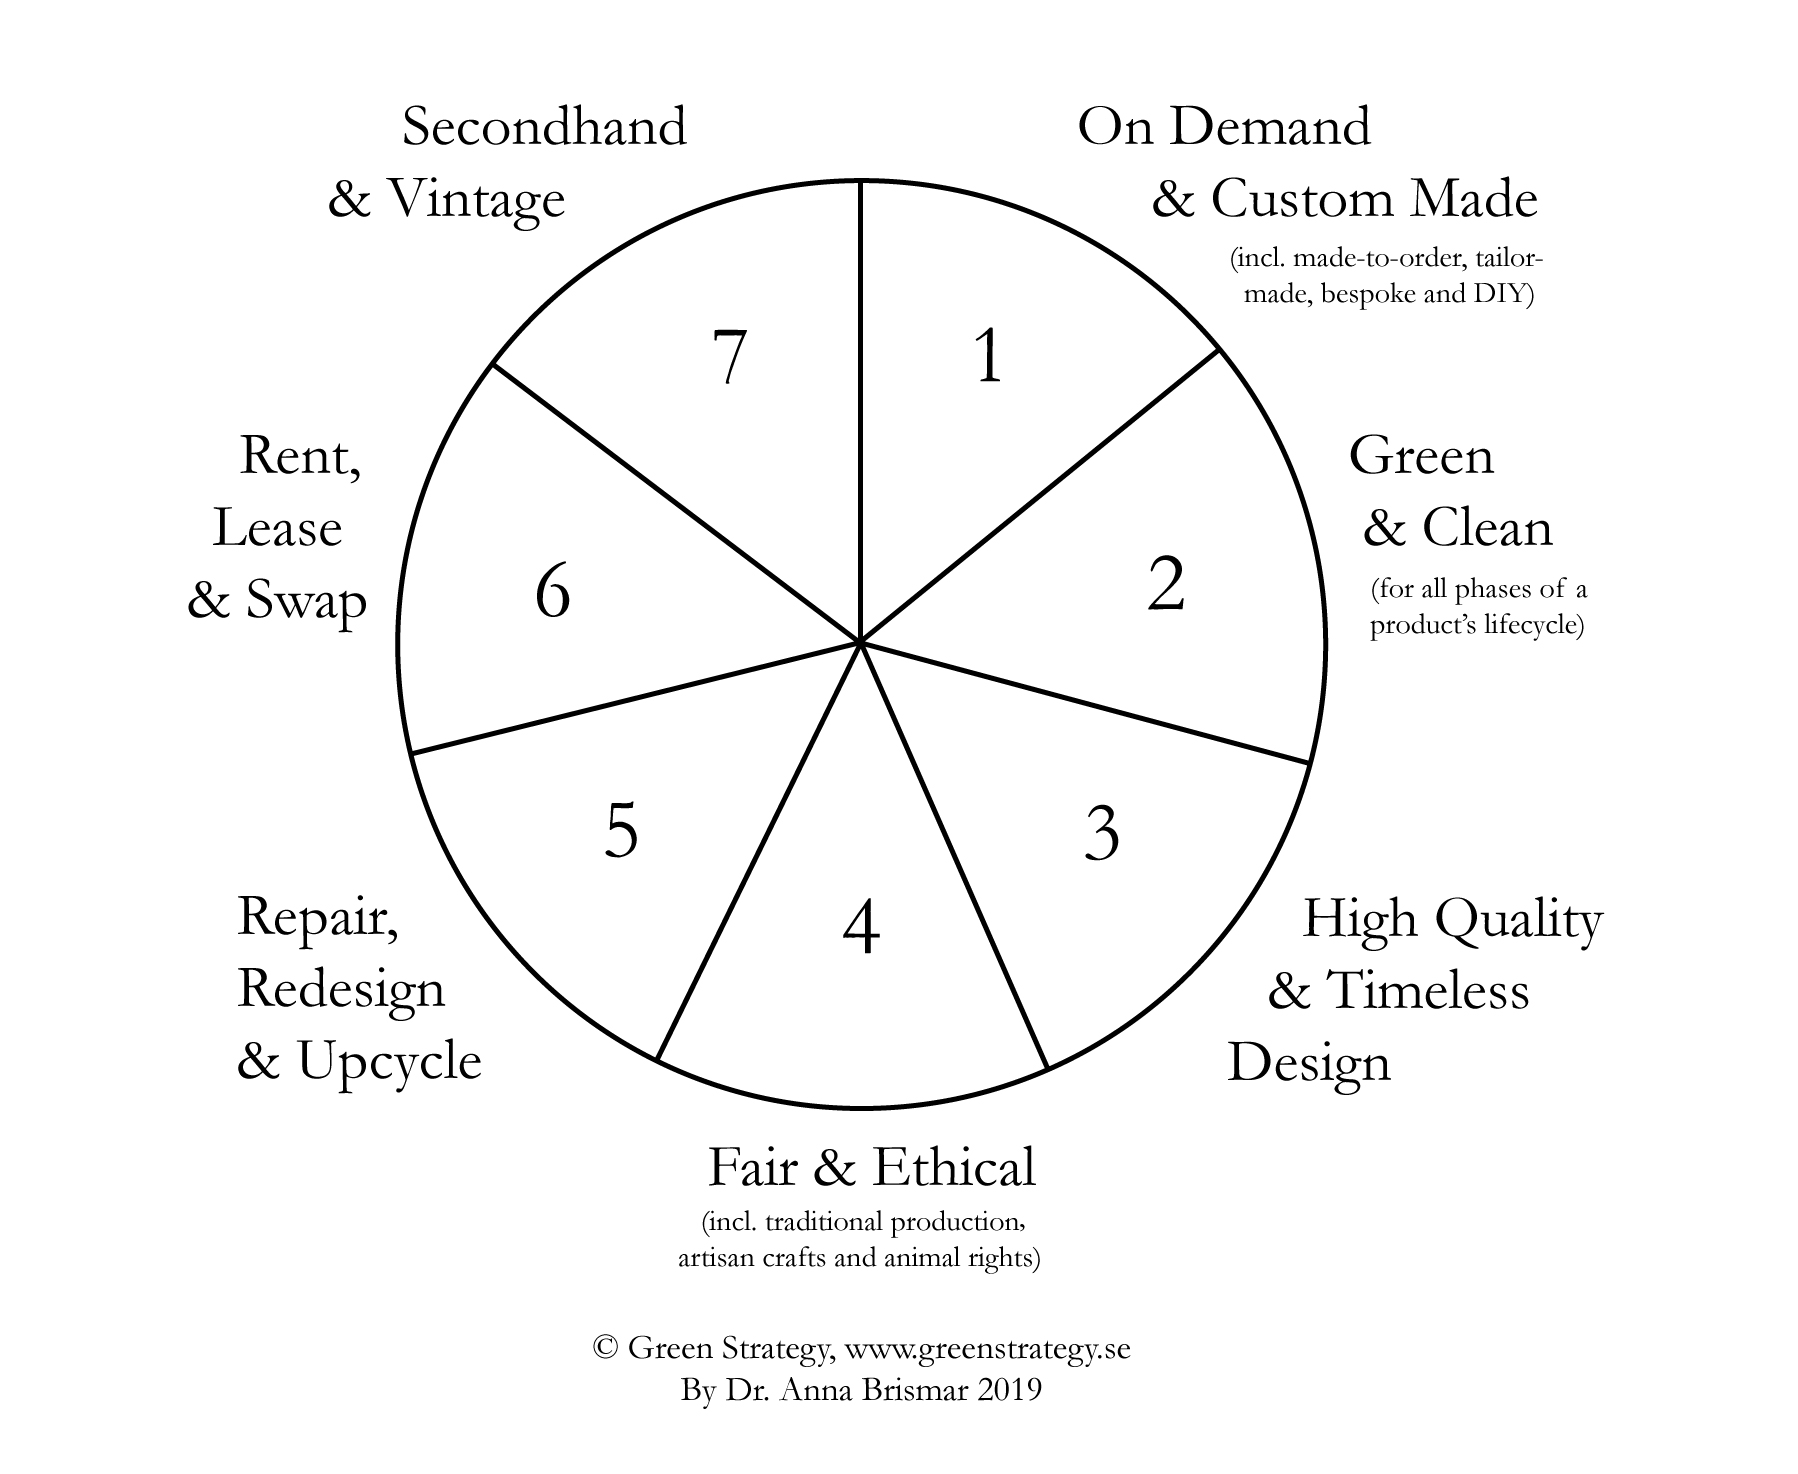 Secondhand
& Vintage
On Demand
& Custom Made
(incl. made-to-order, tailor-
made, bespoke and DIY)
7
1
Rent,
Lease
& Swap
6
2
Green
& Clean
(for all phases of a
product's lifecycle)
5
3
4
Repair,
Redesign
& Upcycle
High Quality
& Timeless
Design
Fair & Ethical
(incl. traditional production,
artisan crafts and animal rights)
© Green Strategy, www.greenstrategy.se
By Dr. Anna Brismar 2019